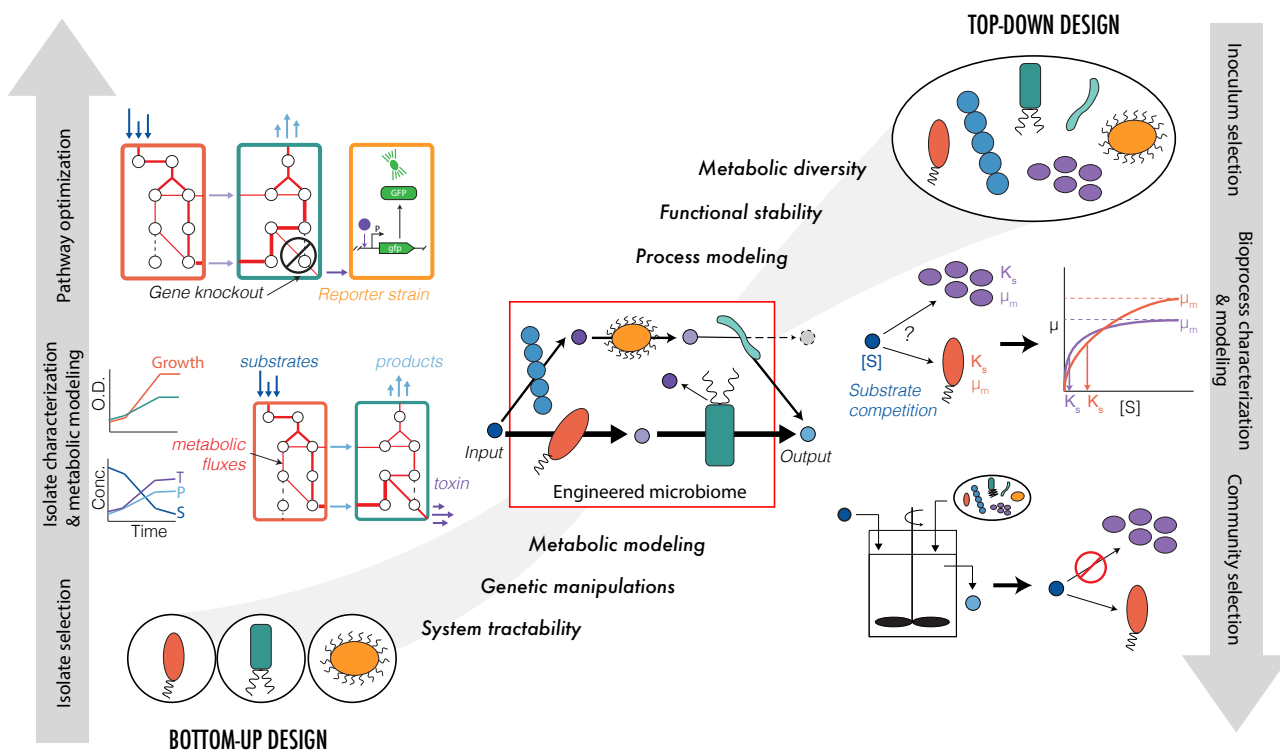 TOP-DOWN DESIGN
Inoculum selection
Bioprocess characterization
& modeling
Community selection
Pathway optimization
Isolate characterization
& metabolic modeling
Isolate selection
GFP
P
gfp
Gene knockout
Reporter strain
Metabolic diversity
Functional stability
Process modeling
O.D.
Growth
Conc.
T
P
S
Time
substrates
products
metabolic
fluxes
toxin
Input
Output
Engineered microbiome
Ks
μm
?
[S]
Ks
μm
Substrate
competition
μ
μm
μm
Ks
Ks
[S]
Metabolic modeling
Genetic manipulations
System tractability
BOTTOM-UP DESIGN